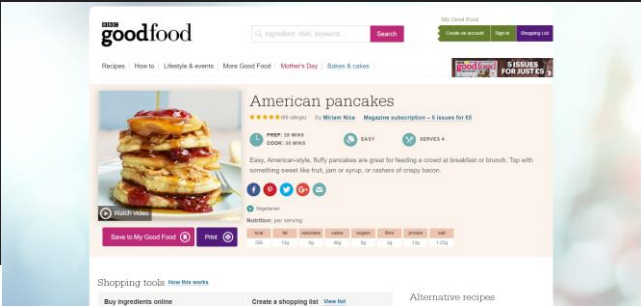 BBC
goodfood
My Good Food
Ingredient, dish, keyword...
Search
Create an account
Sign in
Shopping List
Recipes
How to
Lifestyle & events
More Good Food
Mother's Day
Bakes & cakes
goodfood
5 ISSUES
FOR JUST £5
American pancakes
By Miriam Nice
Magazine subscription – 5 issues for £5
PREP: 20 MINS
COOK: 30 MINS
EASY
SERVES 4
Easy, American-style, fluffy pancakes are great for feeding a crowd at breakfast or brunch. Top with
something sweet like fruit, jam or syrup, or rashers of crispy bacon.
Watch Video
Vegetarian
Nutrition: per serving
Save to My Good Food
Print
kcal fat saturates carbs sugars fibre protein salt
Shopping tools How this works
Buy ingredients online
Create a shopping list View list
Alternative recipes